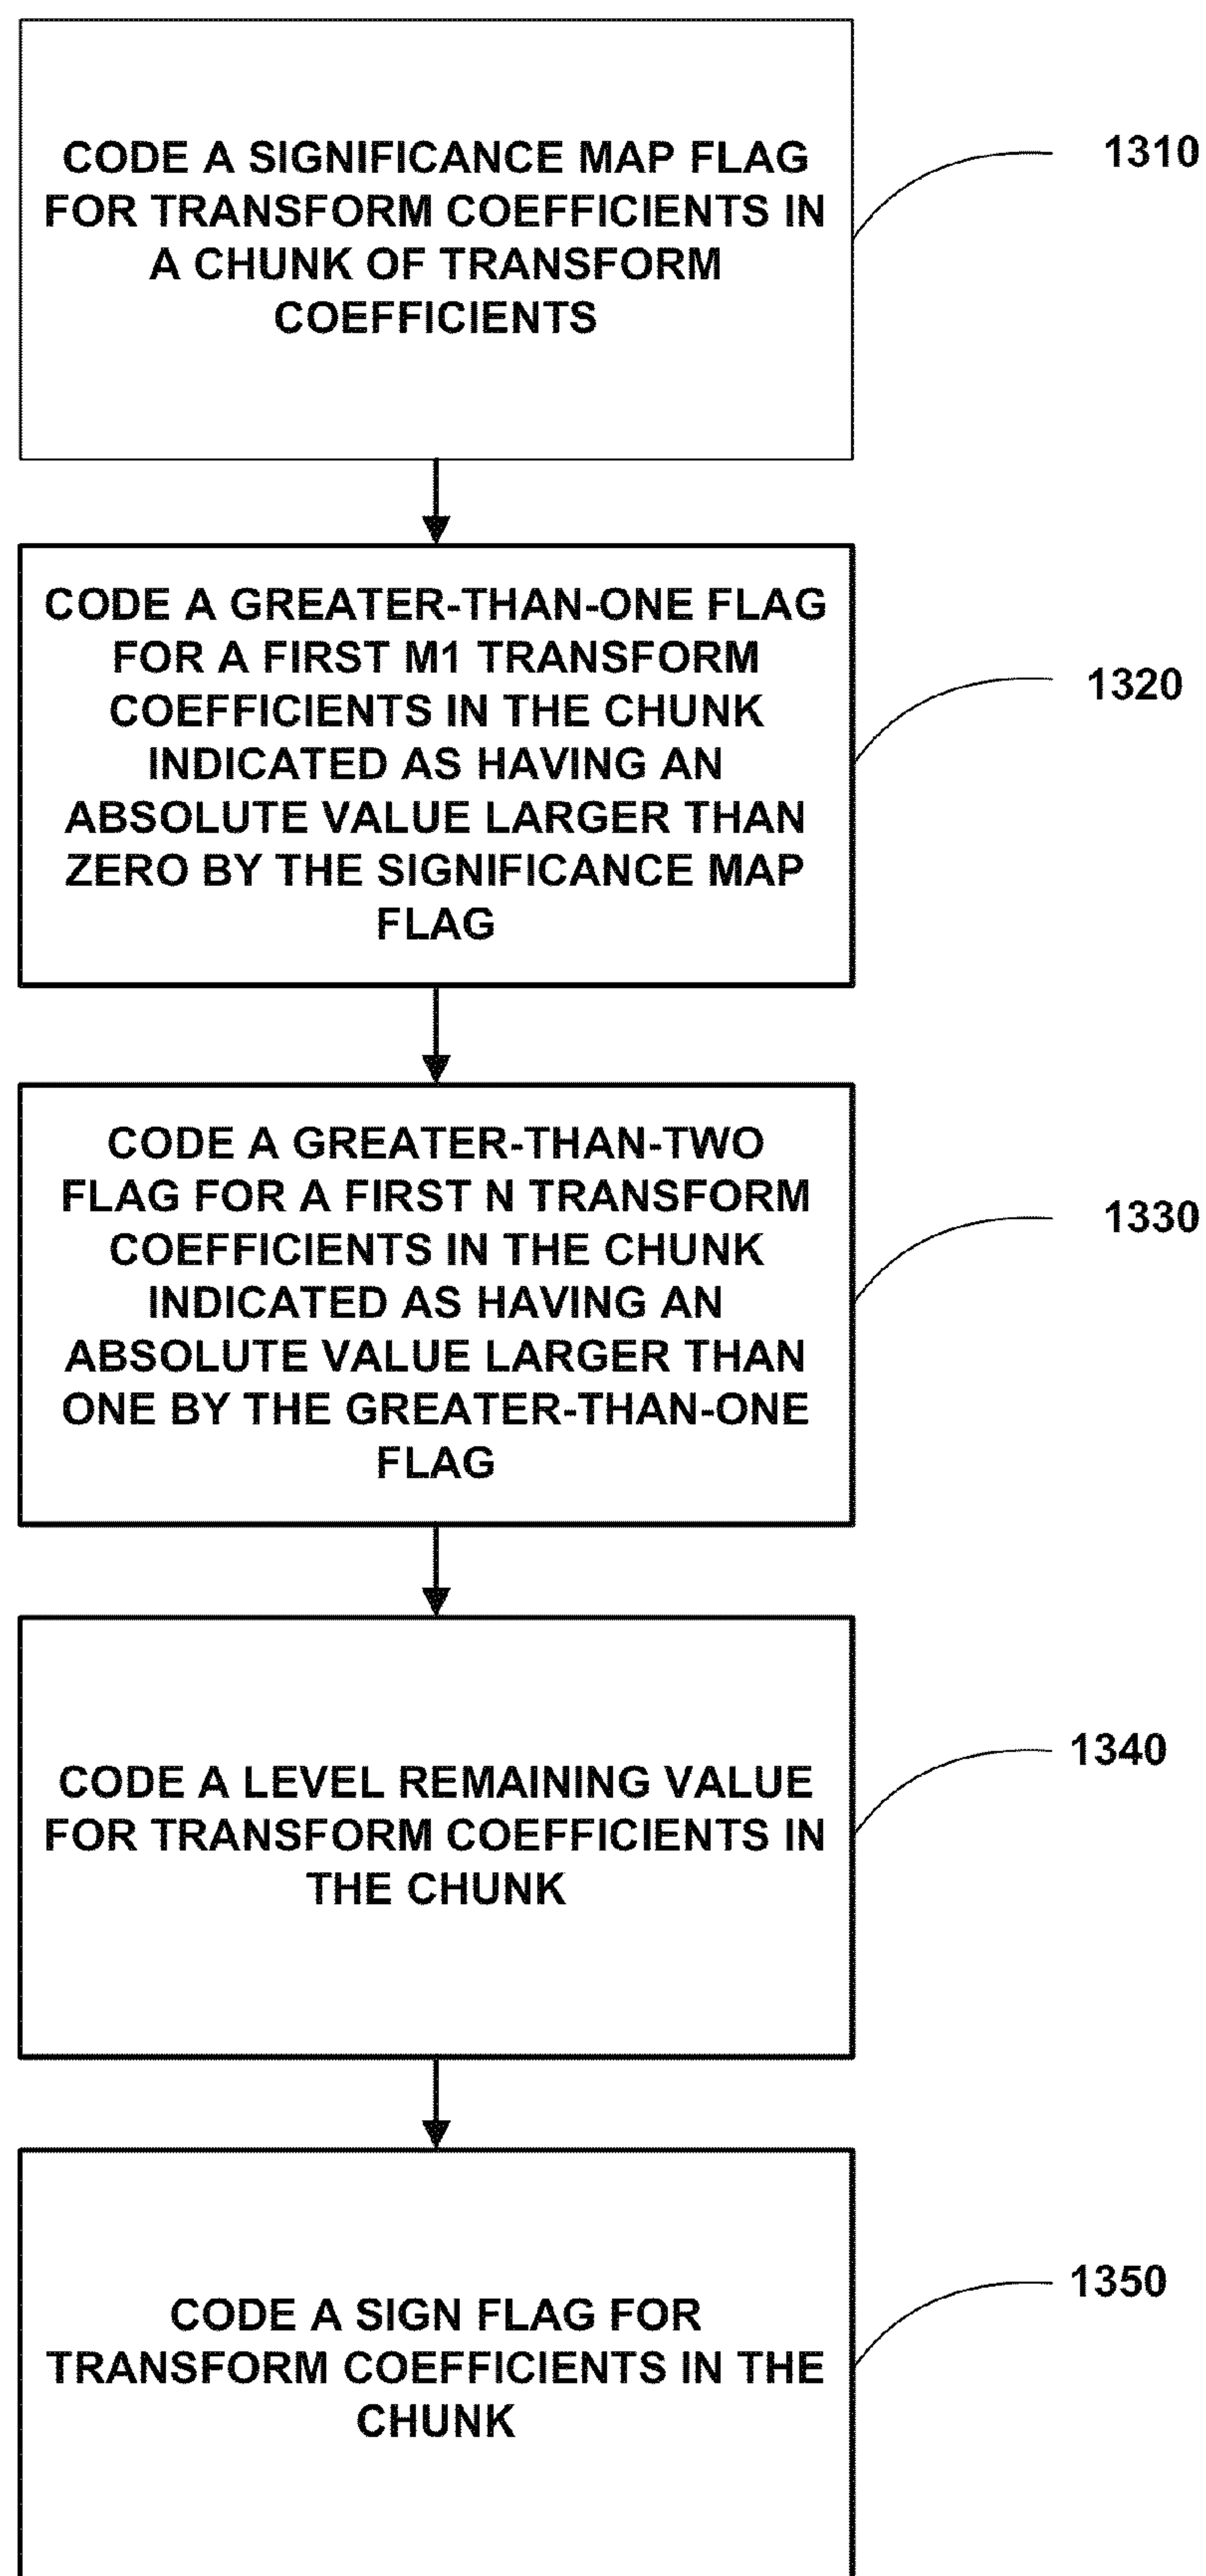 CODE A SIGNIFICANCE MAP FLAG
FOR TRANSFORM COEFFICIENTS IN
A CHUNK OF TRANSFORM
COEFFICIENTS
1310
CODE A GREATER-THAN-ONE FLAG
FOR A FIRST M1 TRANSFORM
COEFFICIENTS IN THE CHUNK
INDICATED AS HAVING AN
ABSOLUTE VALUE LARGER THAN
ZERO BY THE SIGNIFICANCE MAP
FLAG
1320
CODE A GREATER-THAN-TWO
FLAG FOR A FIRST N TRANSFORM
COEFFICIENTS IN THE CHUNK
INDICATED AS HAVING AN
ABSOLUTE VALUE LARGER THAN
ONE BY THE GREATER-THAN-ONE
FLAG
1330
CODE A LEVEL REMAINING VALUE
FOR TRANSFORM COEFFICIENTS IN
THE CHUNK
1340
CODE A SIGN FLAG FOR
TRANSFORM COEFFICIENTS IN THE
CHUNK
1350